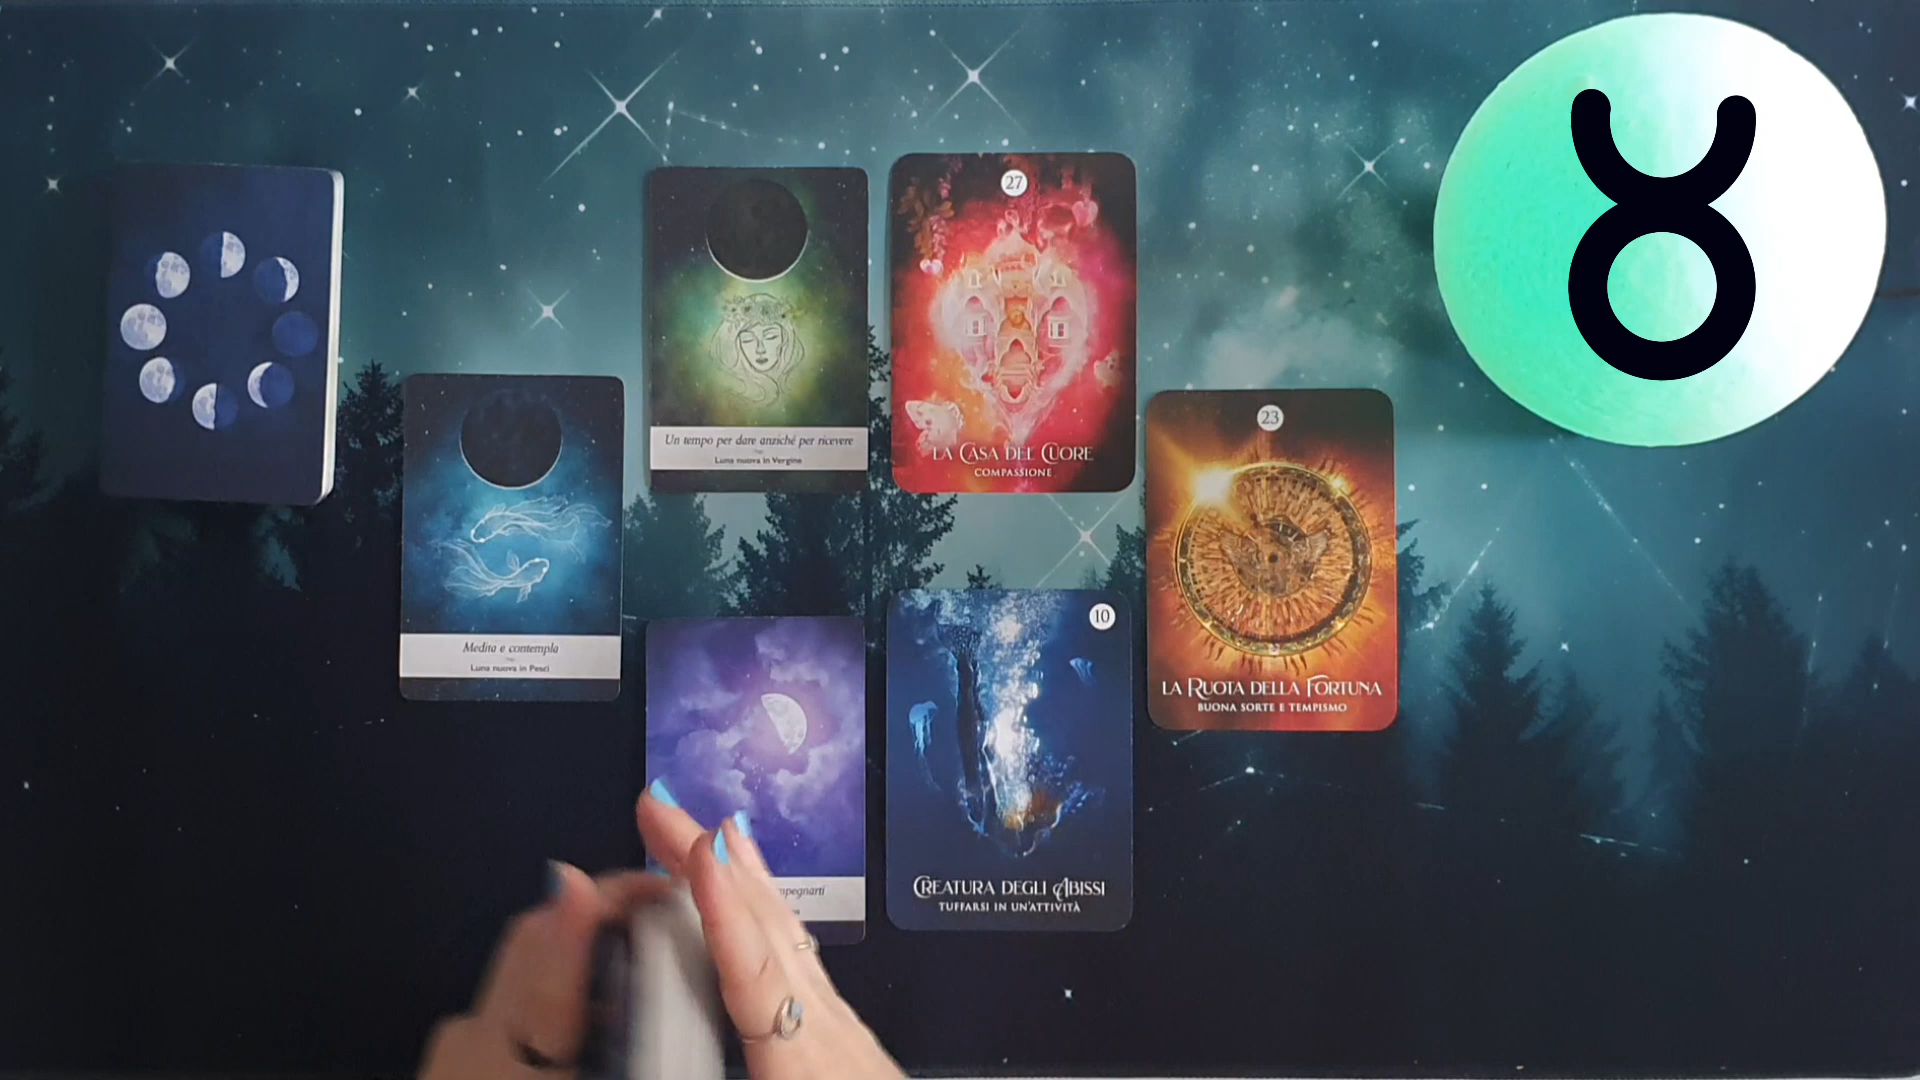 Un tempo per dare anziché per ricevere
Luna nuova in Vergine
27
LA CASA DEL CUORE
COMPASSIONE
Medita e contempla
Luna nuova in Pesci
23
LA RUOTA DELLA FORTUNA
BUONA SORTE E TEMPISMO
10
CREATURA DEGLI ABISSI
TUFFARSI IN UN'ATTIVITÀ